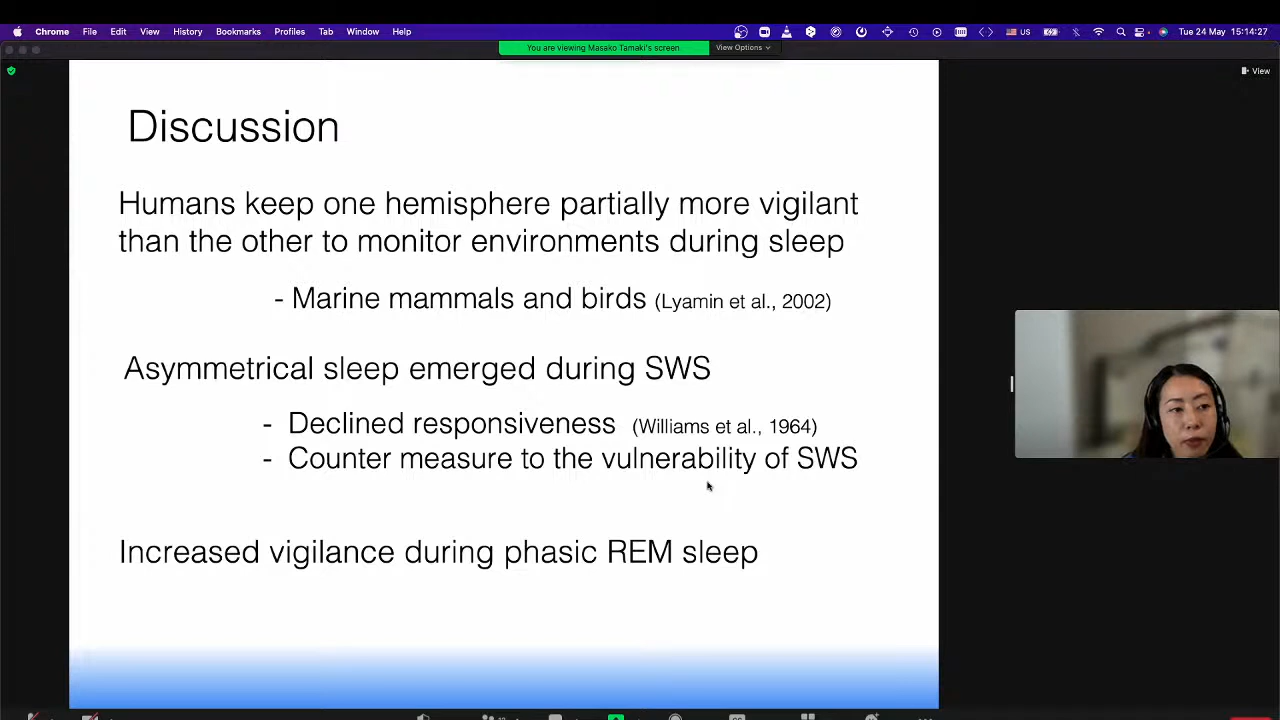 Chrome File Edit View History Bookmarks Profiles Tab Window Help US Tue 24 May 15:14:27
You are viewing Masako Tamaki's screen View Options
View
Discussion
Humans keep one hemisphere partially more vigilant
than the other to monitor environments during sleep
- Marine mammals and birds (Lyamin et al., 2002)
Asymmetrical sleep emerged during SWS
- Declined responsiveness (Williams et al., 1964)
- Counter measure to the vulnerability of SWS
Increased vigilance during phasic REM sleep